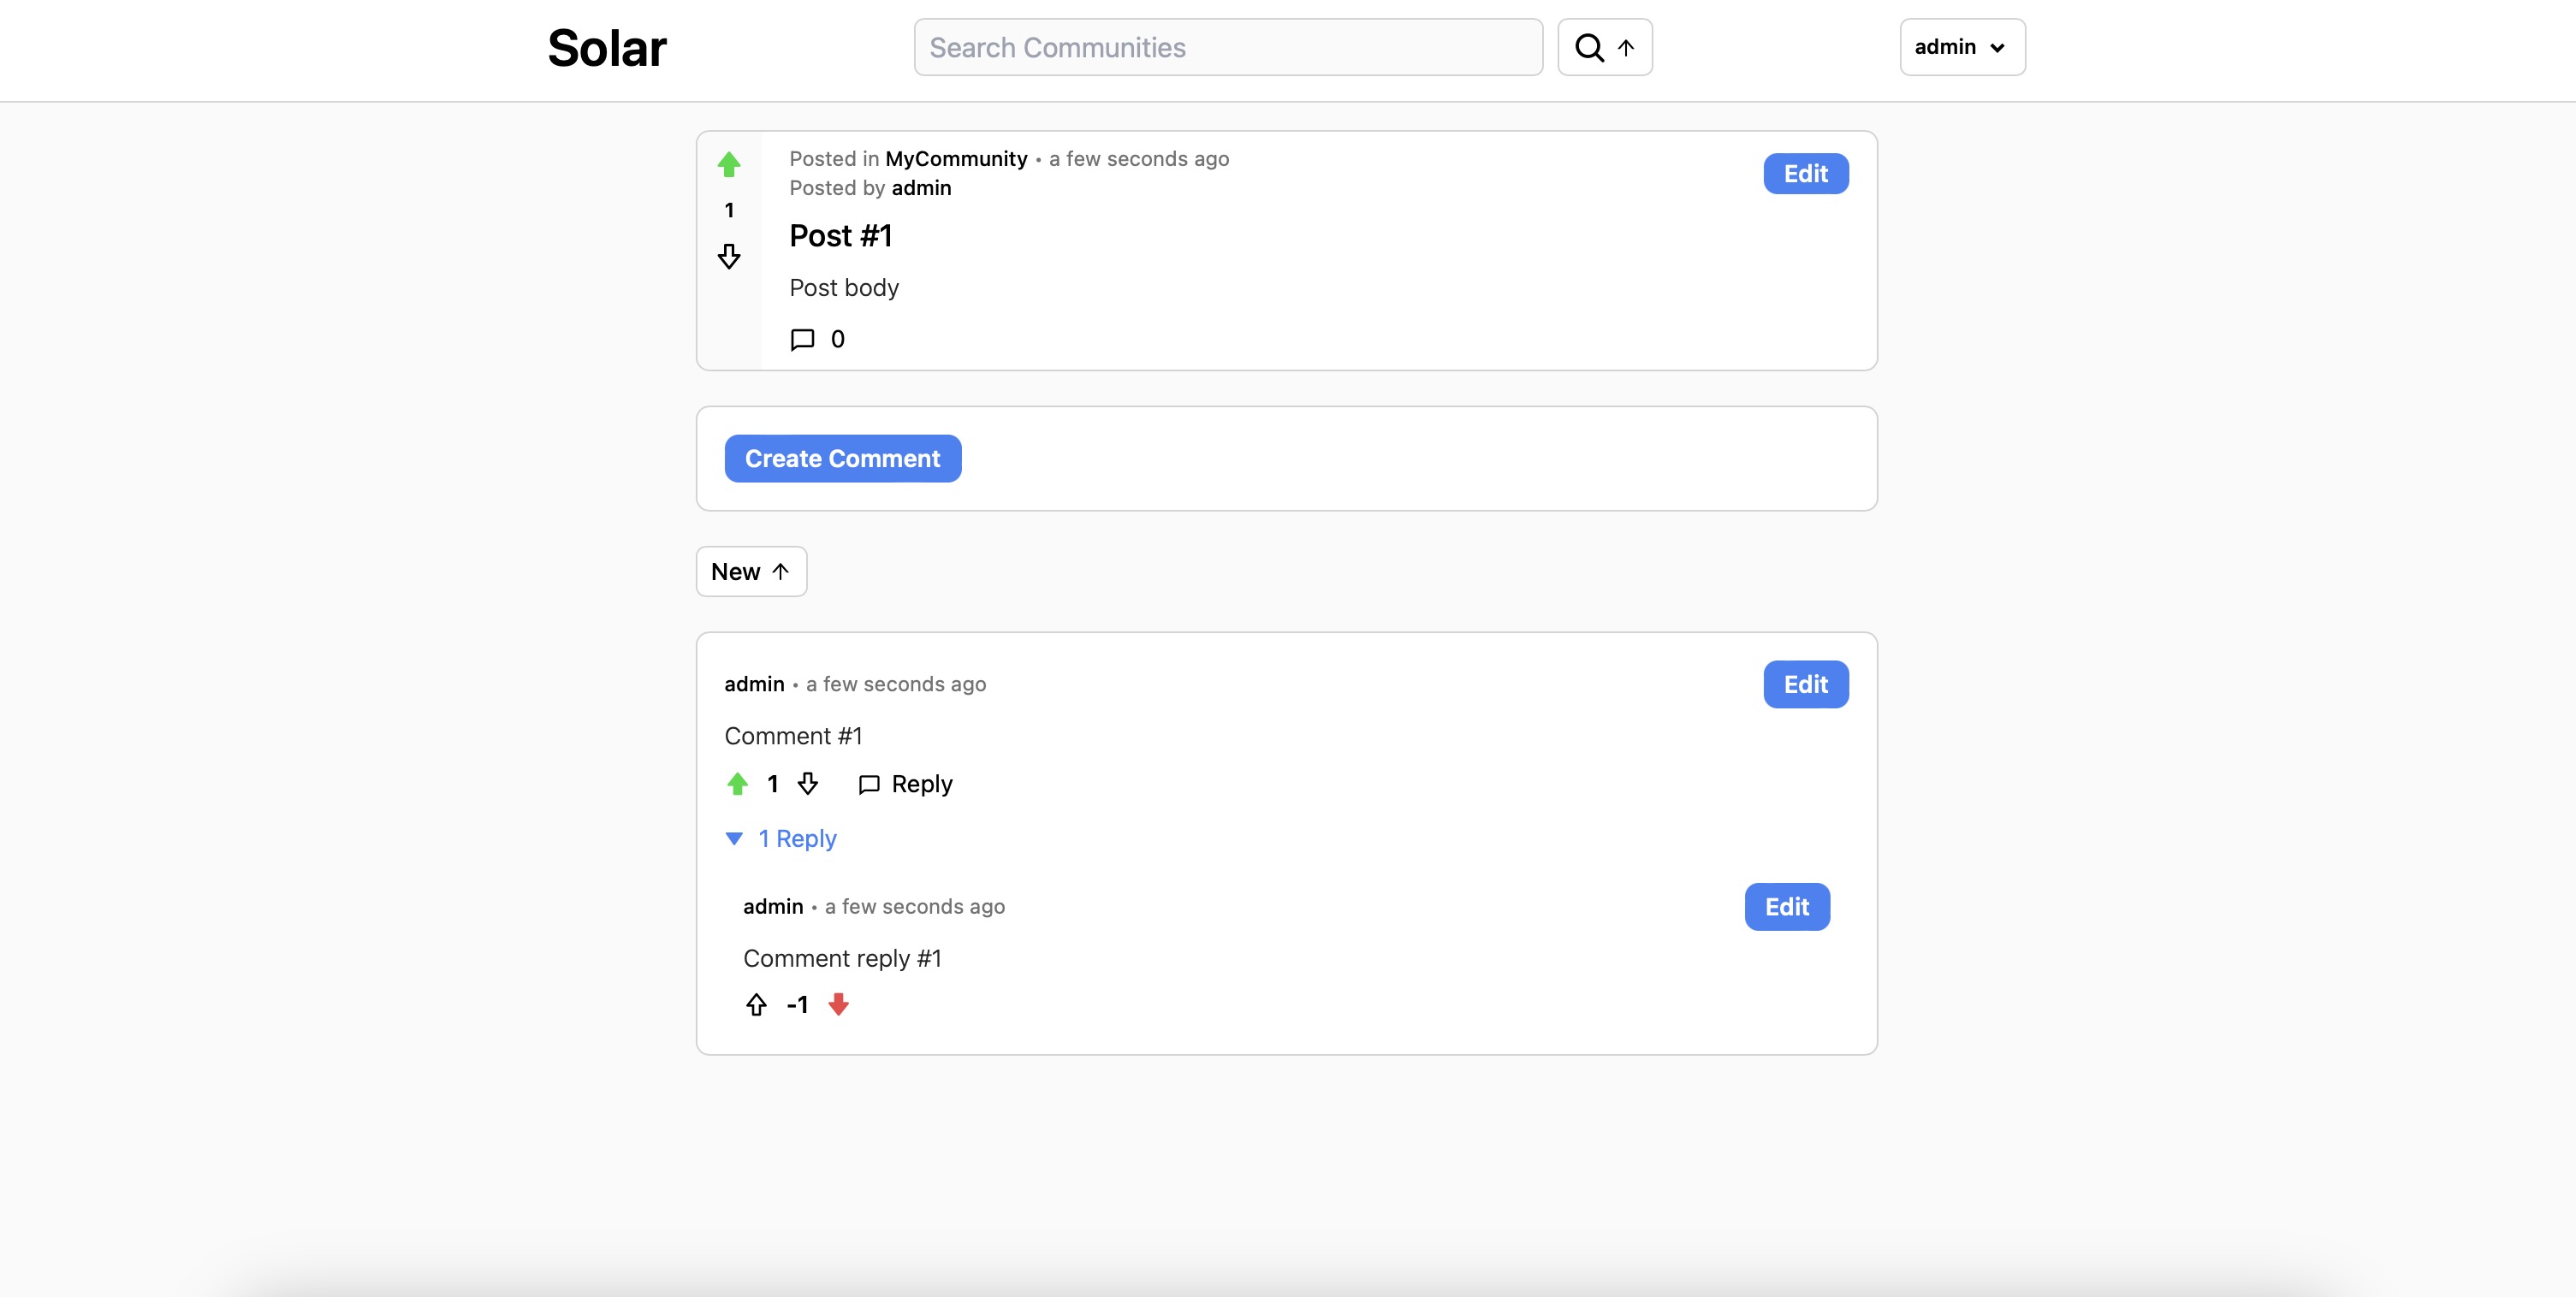 Solar
Search Communities
admin
Posted in MyCommunity • a few seconds ago
Posted by admin
Edit
1
Post #1
Post body
0
Create Comment
New
admin • a few seconds ago
Edit
Comment #1
1
Reply
1 Reply
admin • a few seconds ago
Edit
Comment reply #1
-1